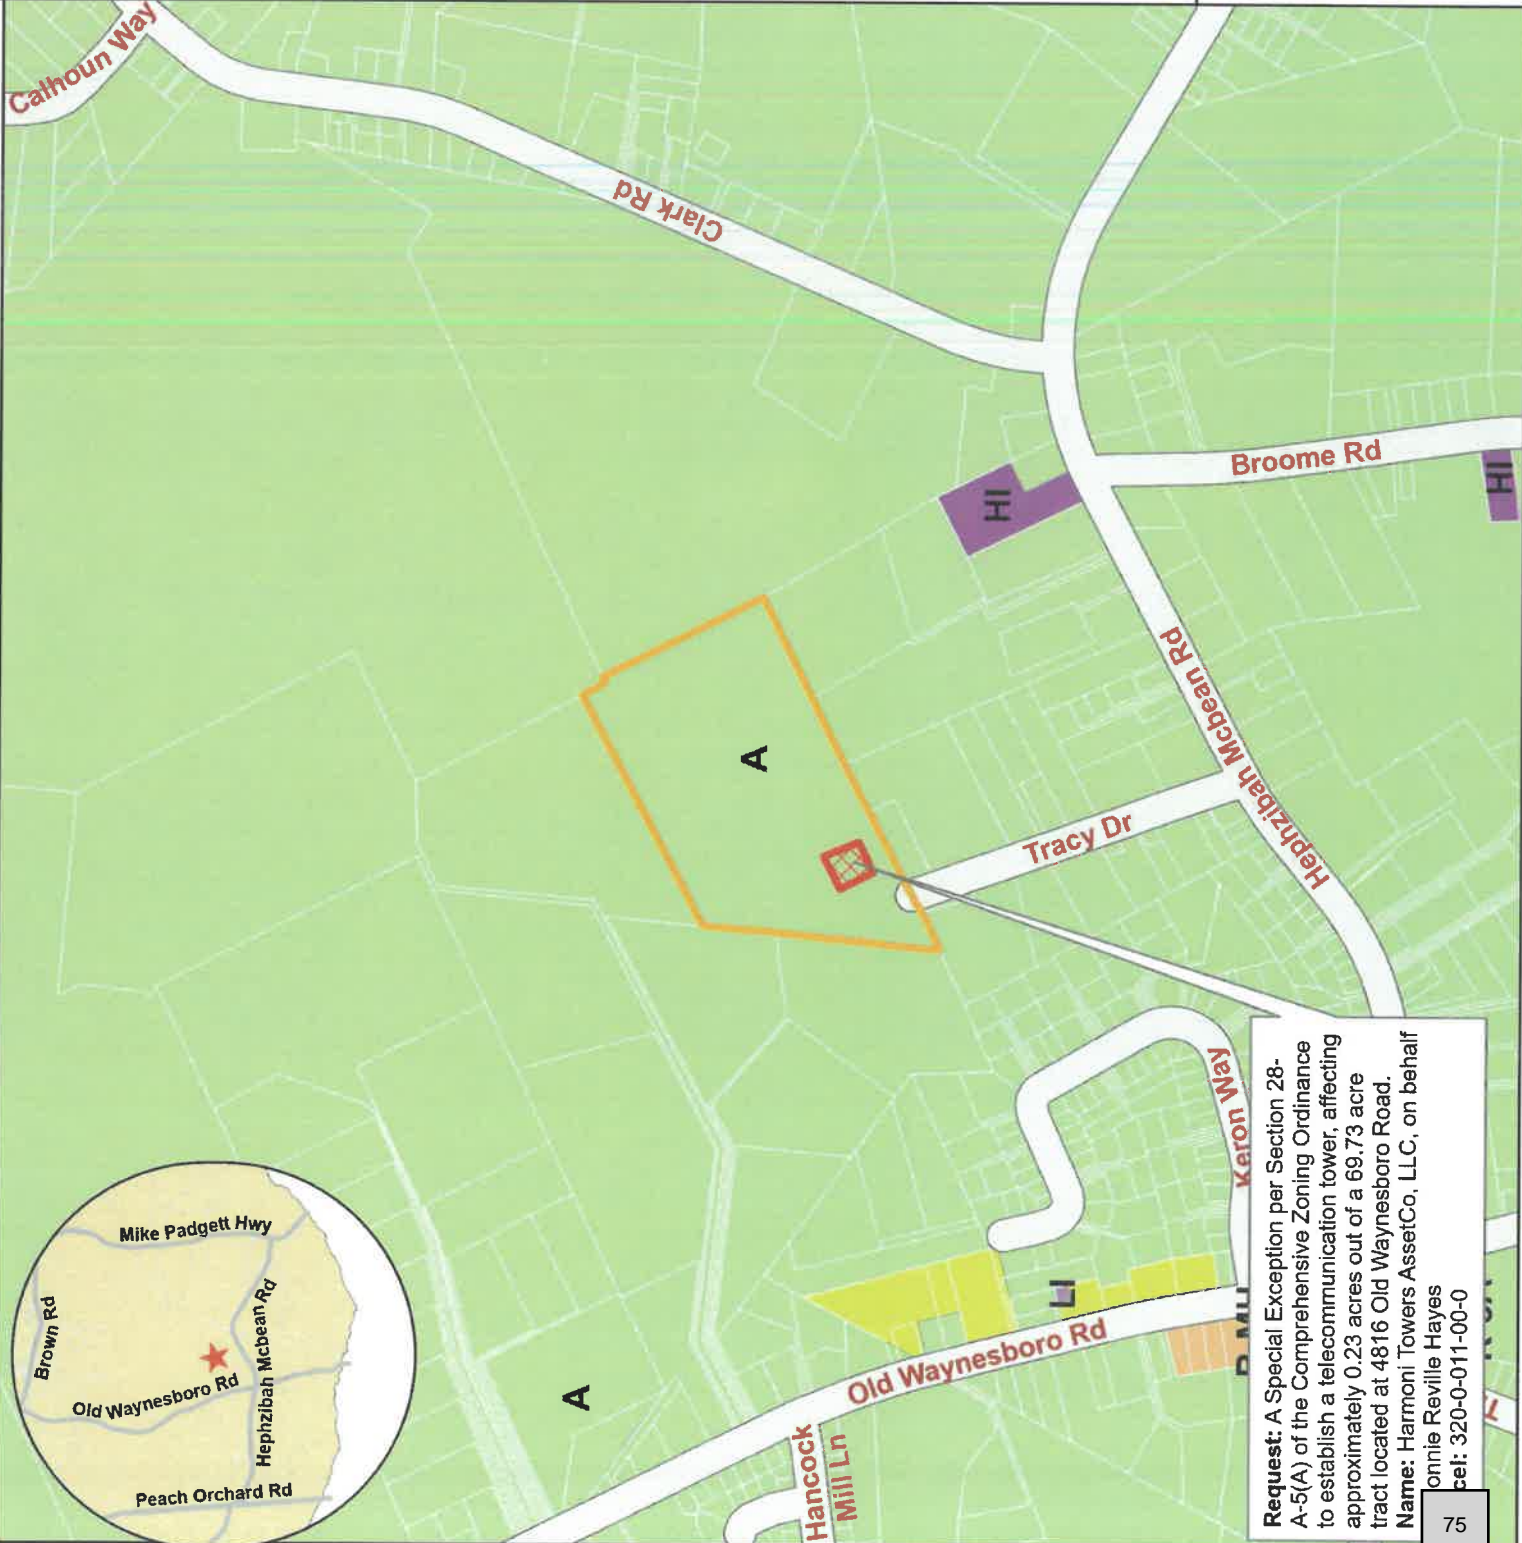 Calhoun Way
Clark Rd
Broome Rd
HI
HI
Hephzibah Mcbean Rd
Hephzibah
A
Tracy Dr
Keron Way
LI
Old Waynesboro Rd
A
Hancock
Mill Ln
Mike Padgett Hwy
Brown Rd
Old Waynesboro Rd
Hephzibah Mcbean Rd
Peach Orchard Rd
Request: A Special Exception per Section 28-
A-5(A) of the Comprehensive Zoning Ordinance
to establish a telecommunication tower, affecting
approximately 0.23 acres out of a 69.73 acre
tract located at 4816 Old Waynesboro Road.
Name: Harmoni Towers AssetCo, LLC, on behalf
onnie Reville Hayes
cel: 320-0-011-00-0
75